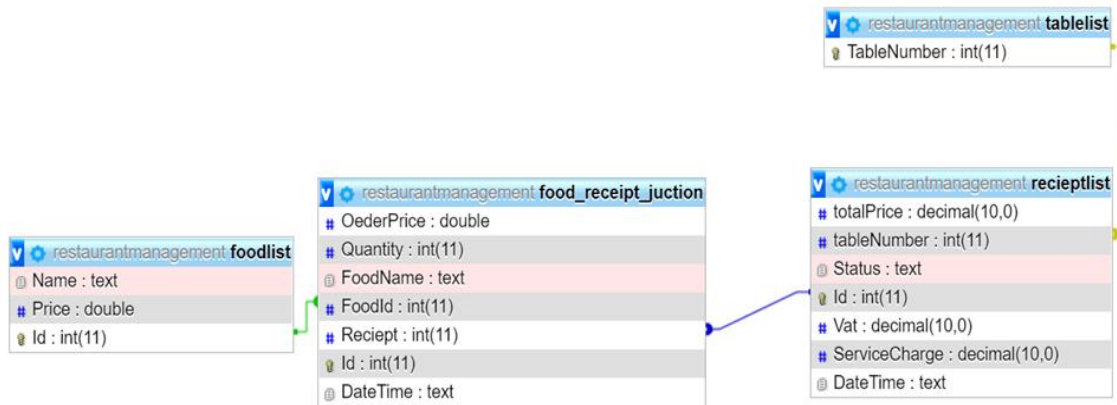 restaurantmanagement tablelist
TableNumber : int(11)
restaurantmanagement foodlist
Name : text
Price : double
Id : int(11)
restaurantmanagement food_receipt_juction
OederPrice : double
Quantity : int(11)
FoodName : text
FoodId : int(11)
Reciept : int(11)
Id : int(11)
DateTime : text
restaurantmanagement recieptlist
totalPrice : decimal(10,0)
tableNumber : int(11)
Status : text
Id : int(11)
Vat : decimal(10,0)
ServiceCharge : decimal(10,0)
DateTime : text